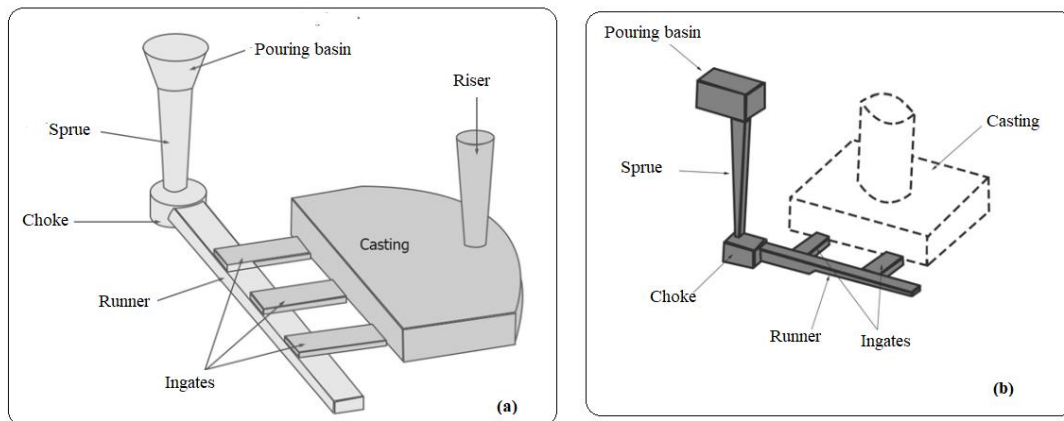 Pouring basin
Riser
Sprue
Choke
Casting
Runner
Ingates
(a)
Pouring basin
Casting
Sprue
Choke
Runner
Ingates
(b)